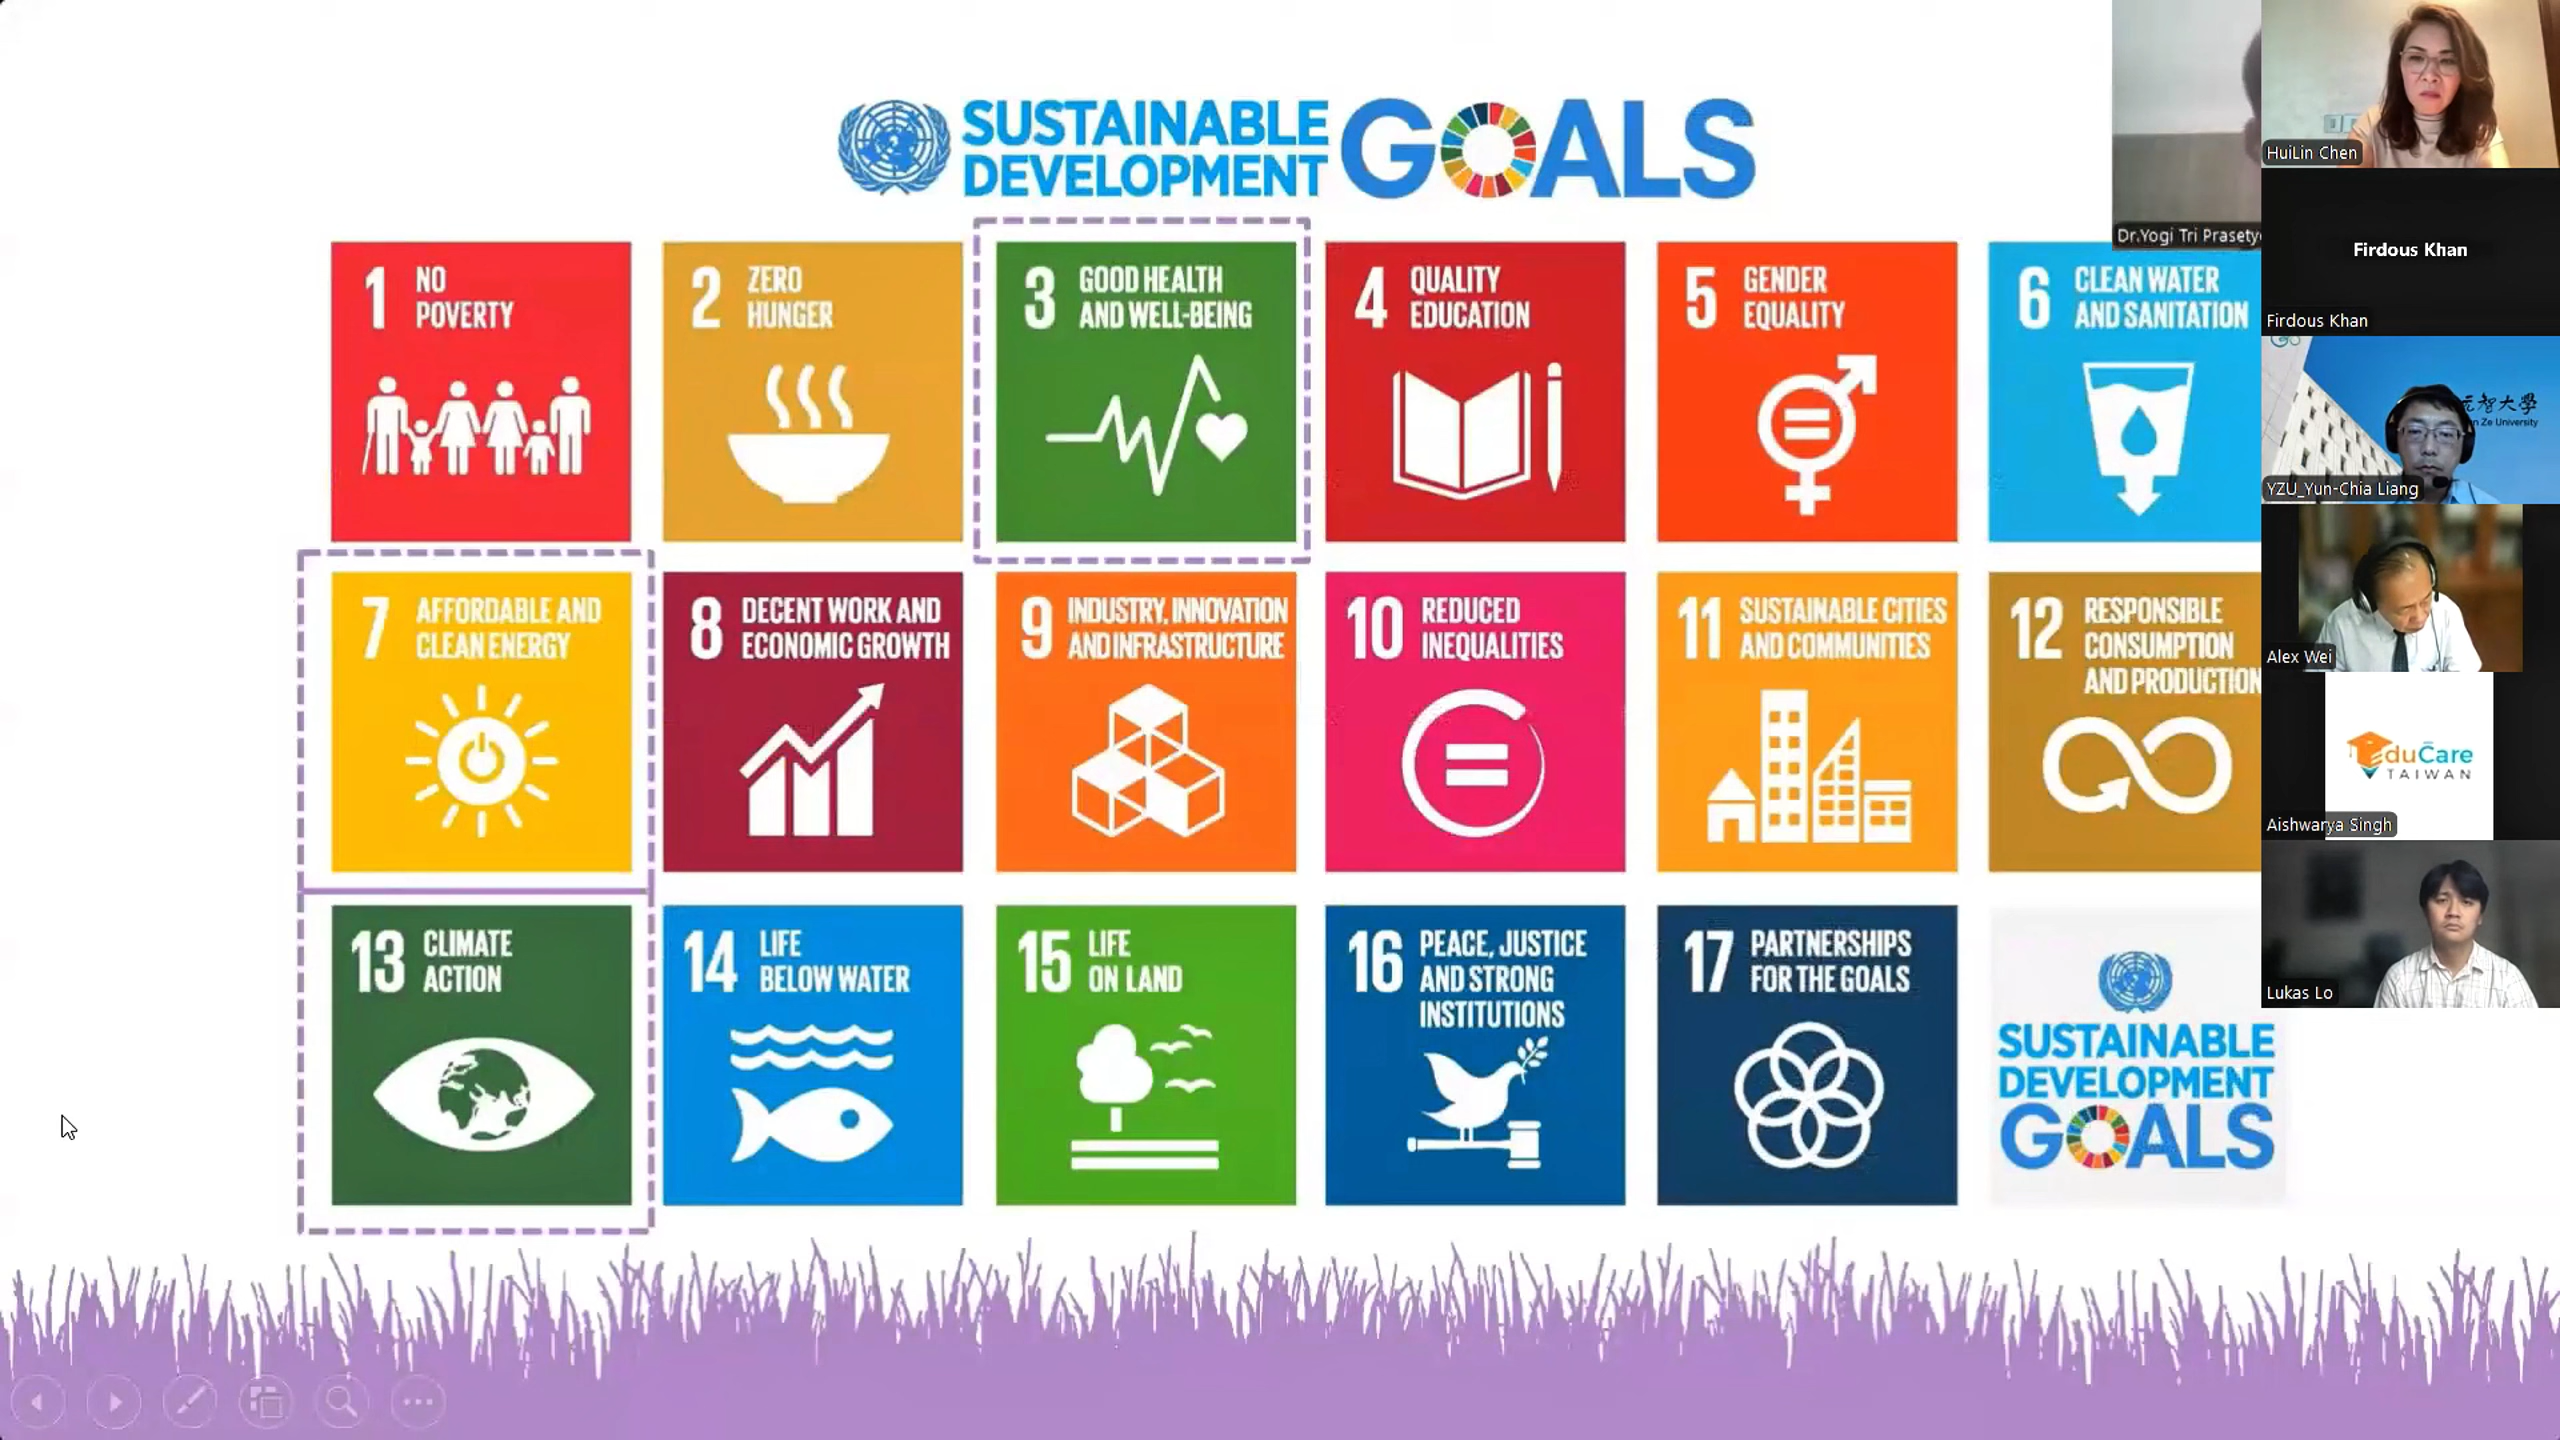 SUSTAINABLE
DEVELOPMENT
GOALS
1 NO
POVERTY
2 ZERO
HUNGER
3 GOOD HEALTH
AND WELL-BEING
4 QUALITY
EDUCATION
5 GENDER
EQUALITY
6 CLEAN WATER
AND SANITATION
7 AFFORDABLE AND
CLEAN ENERGY
8 DECENT WORK AND
ECONOMIC GROWTH
9 INDUSTRY, INNOVATION
AND INFRASTRUCTURE
10 REDUCED
INEQUALITIES
11 SUSTAINABLE CITIES
AND COMMUNITIES
12 RESPONSIBLE
CONSUMPTION
AND PRODUCTION
13 CLIMATE
ACTION
14 LIFE
BELOW WATER
15 LIFE
ON LAND
16 PEACE, JUSTICE
AND STRONG
INSTITUTIONS
17 PARTNERSHIPS
FOR THE GOALS
SUSTAINABLE
DEVELOPMENT
GOALS
Dr.Yogi Tri Prasety
HuiLin Chen
Firdous Khan
Firdous Khan
智大學
Ze University
YZU_Yun-Chia Liang
Alex Wei
EduCare
TAIWAN
Aishwarya Singh
Lukas Lo